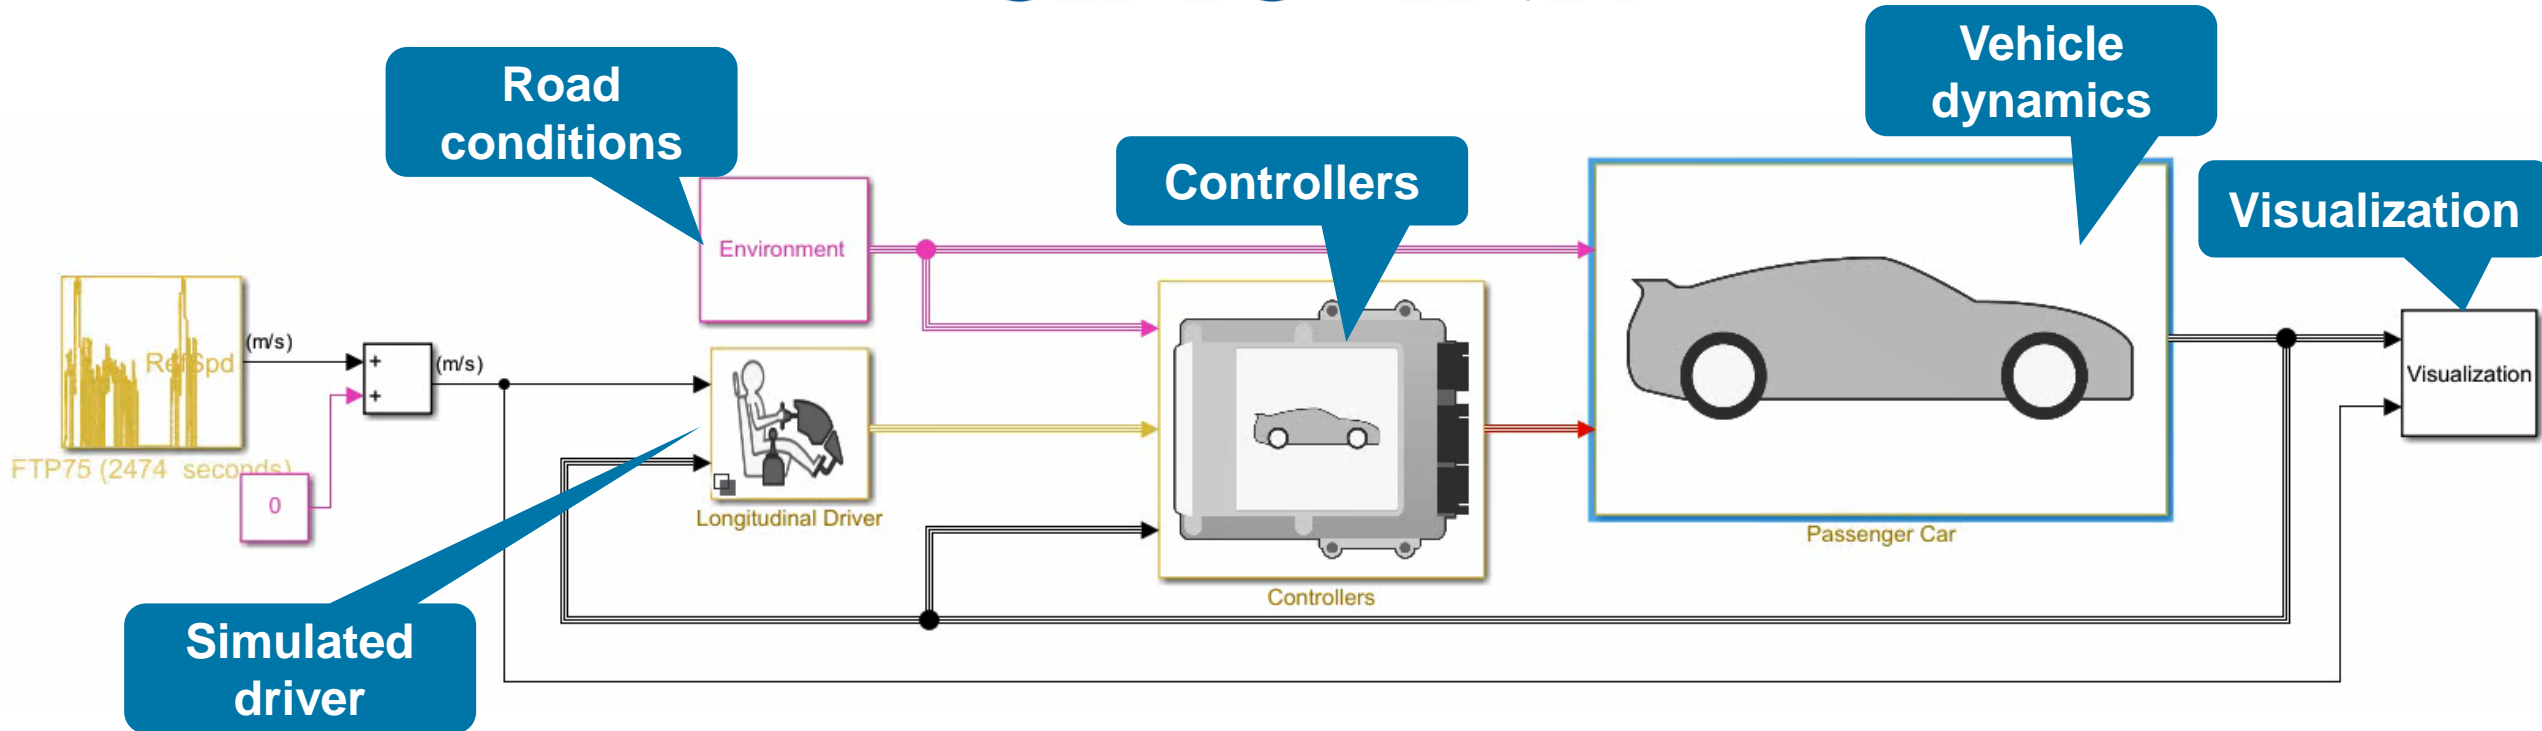 Road
conditions
Vehicle
dynamics
Controllers
Visualization
Environment
RefSpd
(m/s)
+
+
(m/s)
FTP75 (2474 seconds)
0
Longitudinal Driver
Controllers
Passenger Car
Visualization
Simulated
driver